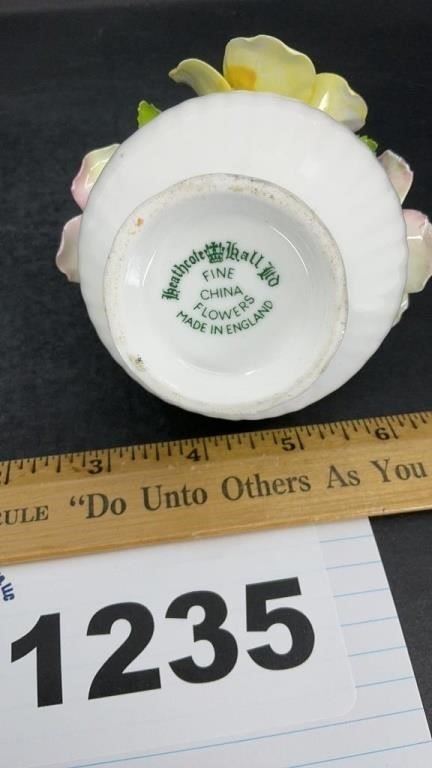 Heathcote Hall Ltd
FINE
CHINA
FLOWERS
MADE IN ENGLAND
3 4 5 6
RULE "Do Unto Others As You
LLC
1235